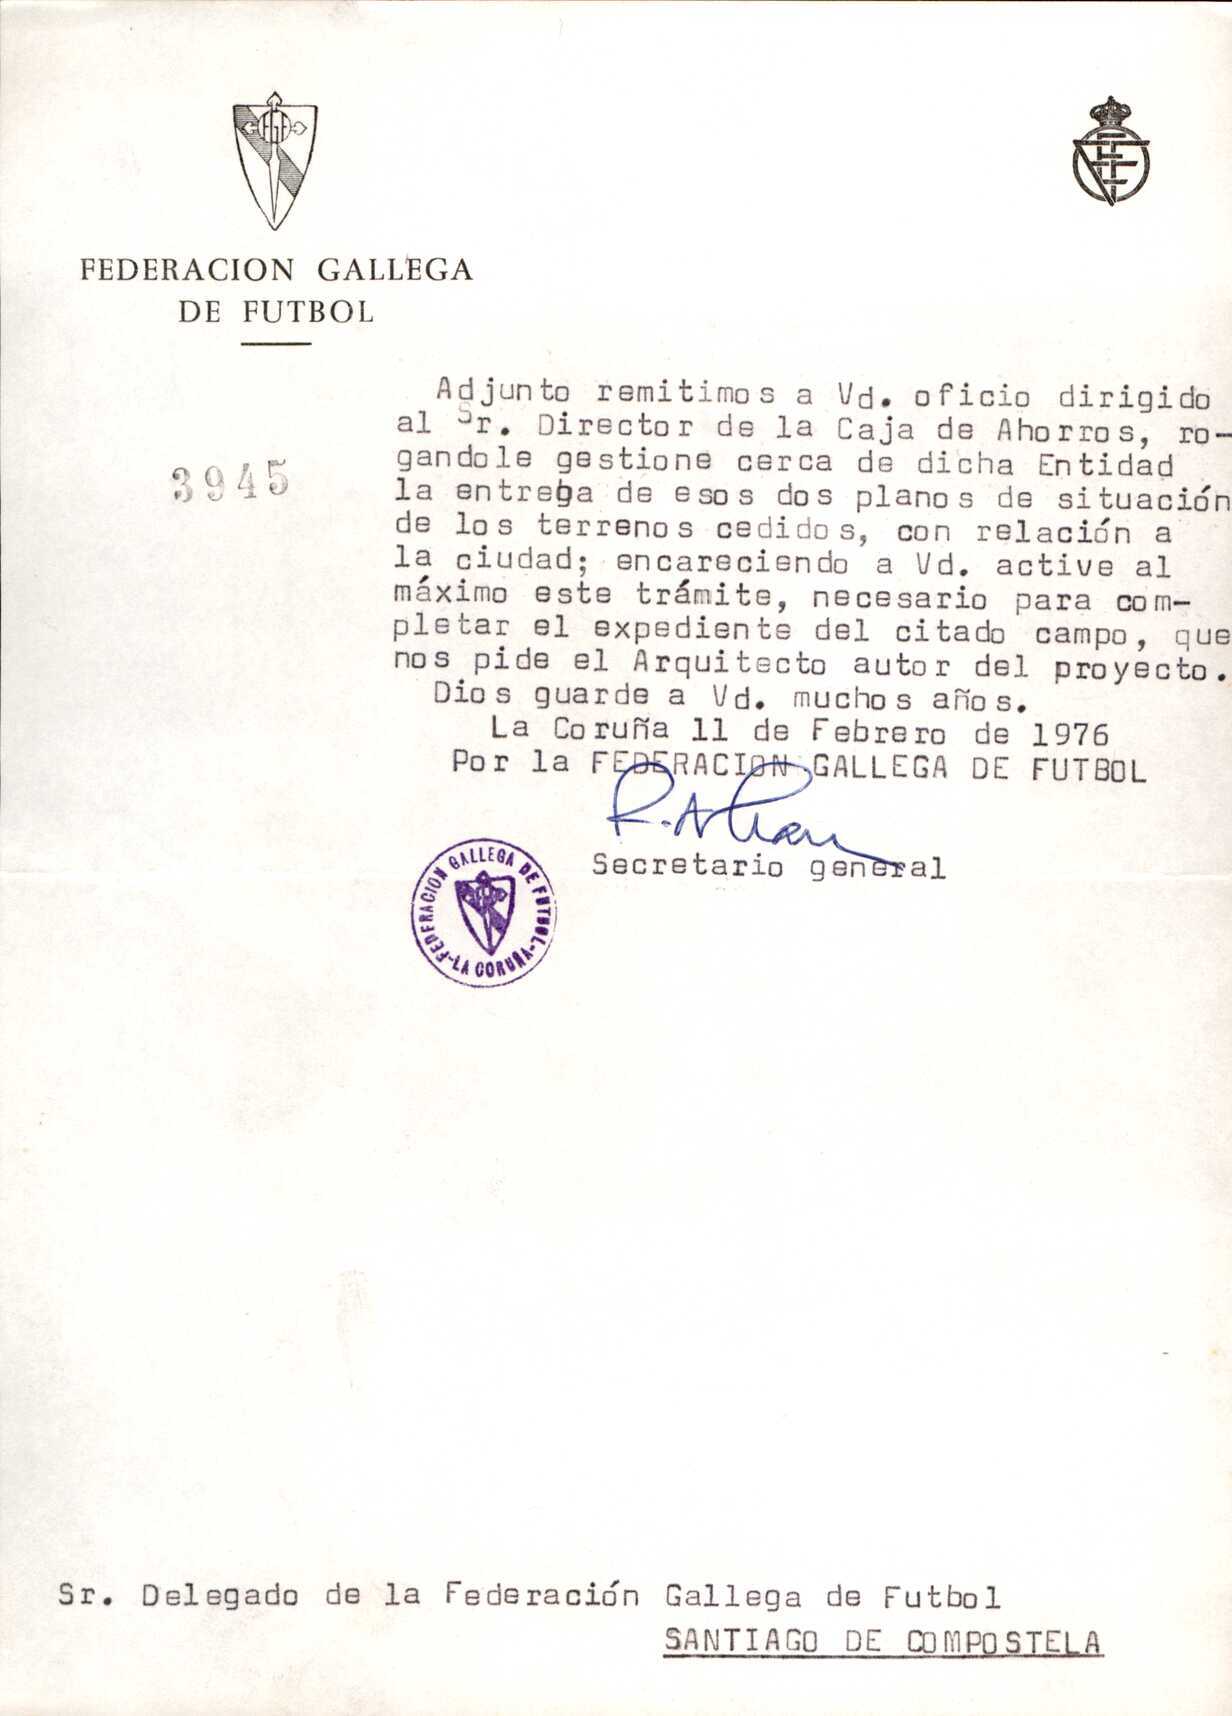 FEDERACION GALLEGA
DE FUTBOL
Adjunto remitimos a Vd. oficio dirigido
al Sr. Director de la Caja de Ahorros, ro-
gandole gestione cerca de dicha Entidad
la entrega de esos dos planos de situación
de los terrenos cedidos, con relación a
la ciudad; encareciendo a Vd. active al
máximo este trámite, necesario para com-
pletar el expediente del citado campo, que
nos pide el Arquitecto autor del proyecto.
Dios guarde a Vd. muchos años.
La Coruña 11 de Febrero de 1976
Por la FEDERACION GALLEGA DE FUTBOL
Secretario general
3945
FEDERACION GALLEGA DE FUTBOL-LA CORUÑA-
Sr. Delegado de la Federación Gallega de Futbol
SANTIAGO DE COMPOSTELA